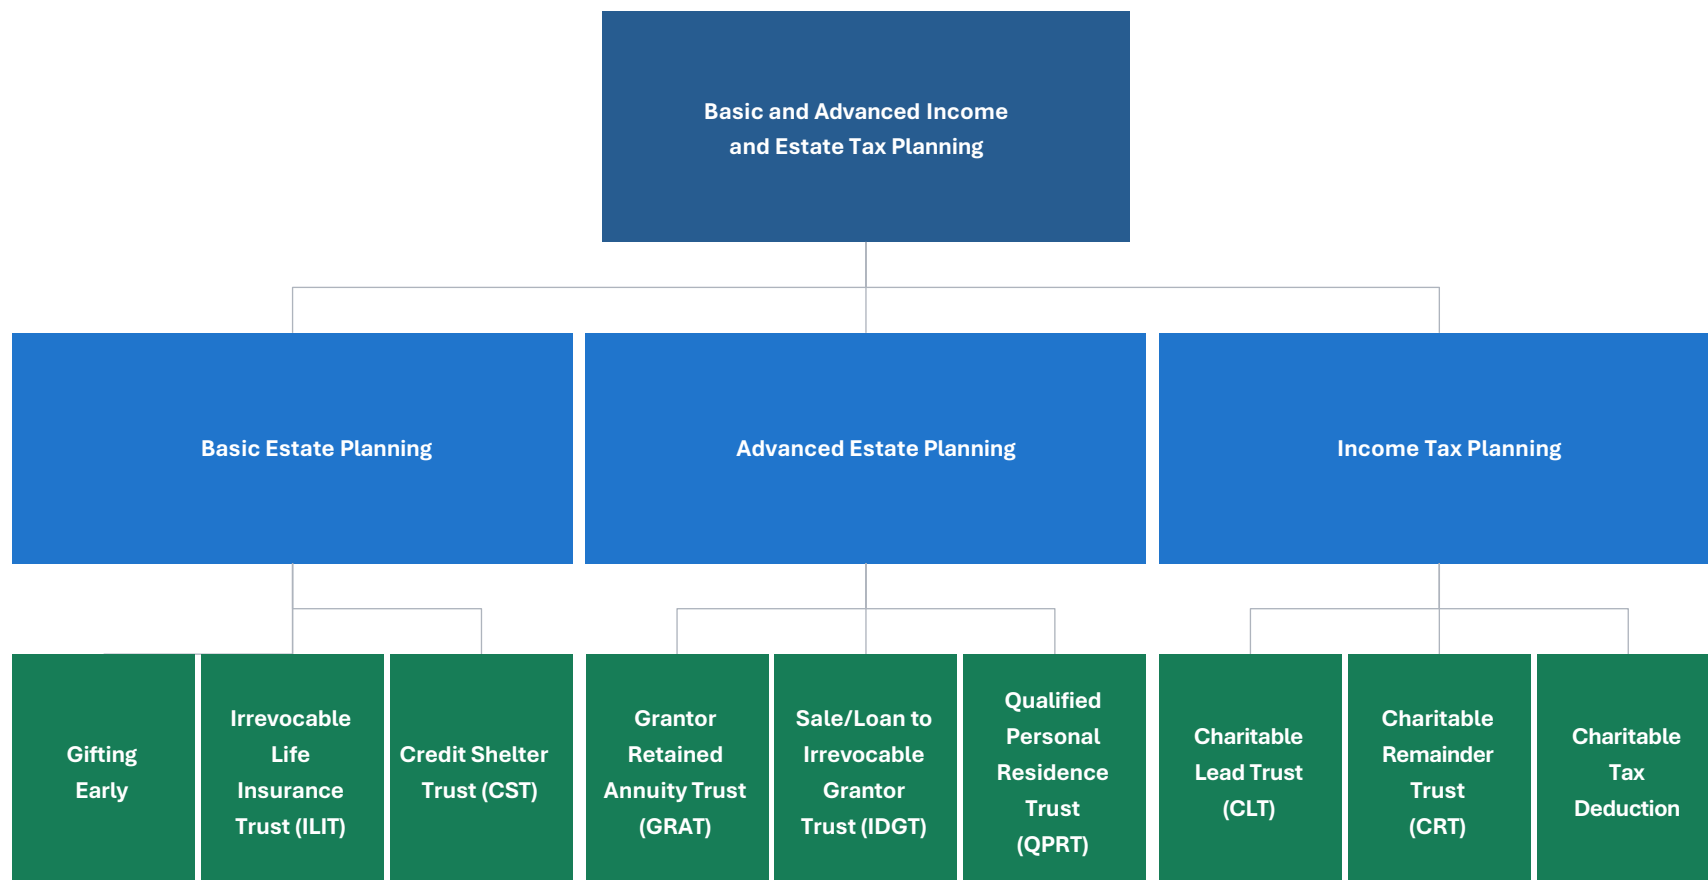 Basic and Advanced Income
and Estate Tax Planning
Basic Estate Planning
Advanced Estate Planning
Income Tax Planning
Gifting
Early
Irrevocable
Life
Insurance
Trust (ILIT)
Credit Shelter
Trust (CST)
Grantor
Retained
Annuity Trust
(GRAT)
Sale/Loan to
Irrevocable
Grantor
Trust (IDGT)
Qualified
Personal
Residence
Trust
(QPRT)
Charitable
Lead Trust
(CLT)
Charitable
Remainder
Trust
(CRT)
Charitable
Tax
Deduction